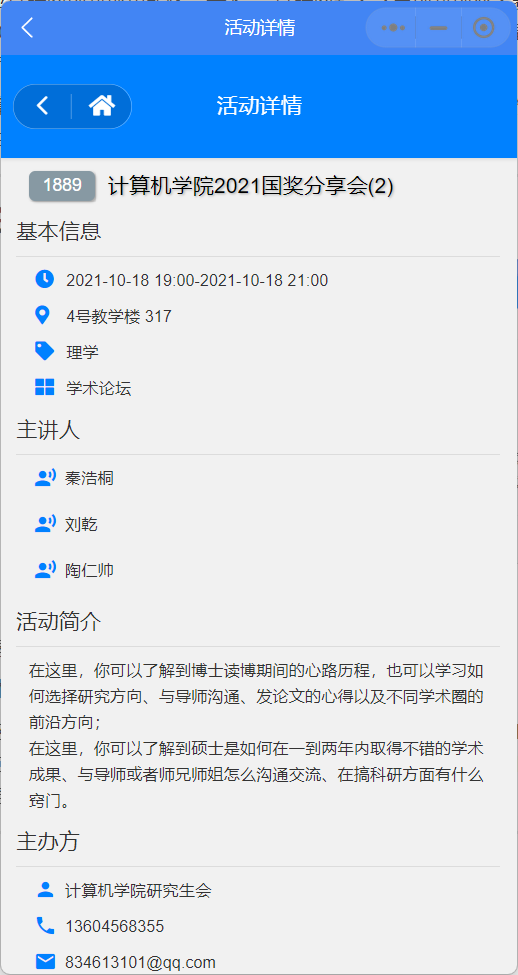 活动详情
活动详情
1889 计算机学院2021国奖分享会(2)
基本信息
2021-10-18 19:00-2021-10-18 21:00
4号教学楼 317
理学
学术论坛
主讲人
秦浩桐
刘乾
陶仁帅
活动简介
在这里，你可以了解到博士读博期间的心路历程，也可以学习如
何选择研究方向、与导师沟通、发论文的心得以及不同学术圈的
前沿方向；
在这里，你可以了解到硕士是如何在一到两年内取得不错的学术
成果、与导师或者师兄师姐怎么沟通交流、在搞科研方面有什么
窍门。
主办方
计算机学院研究生会
13604568355
834613101@qq.com